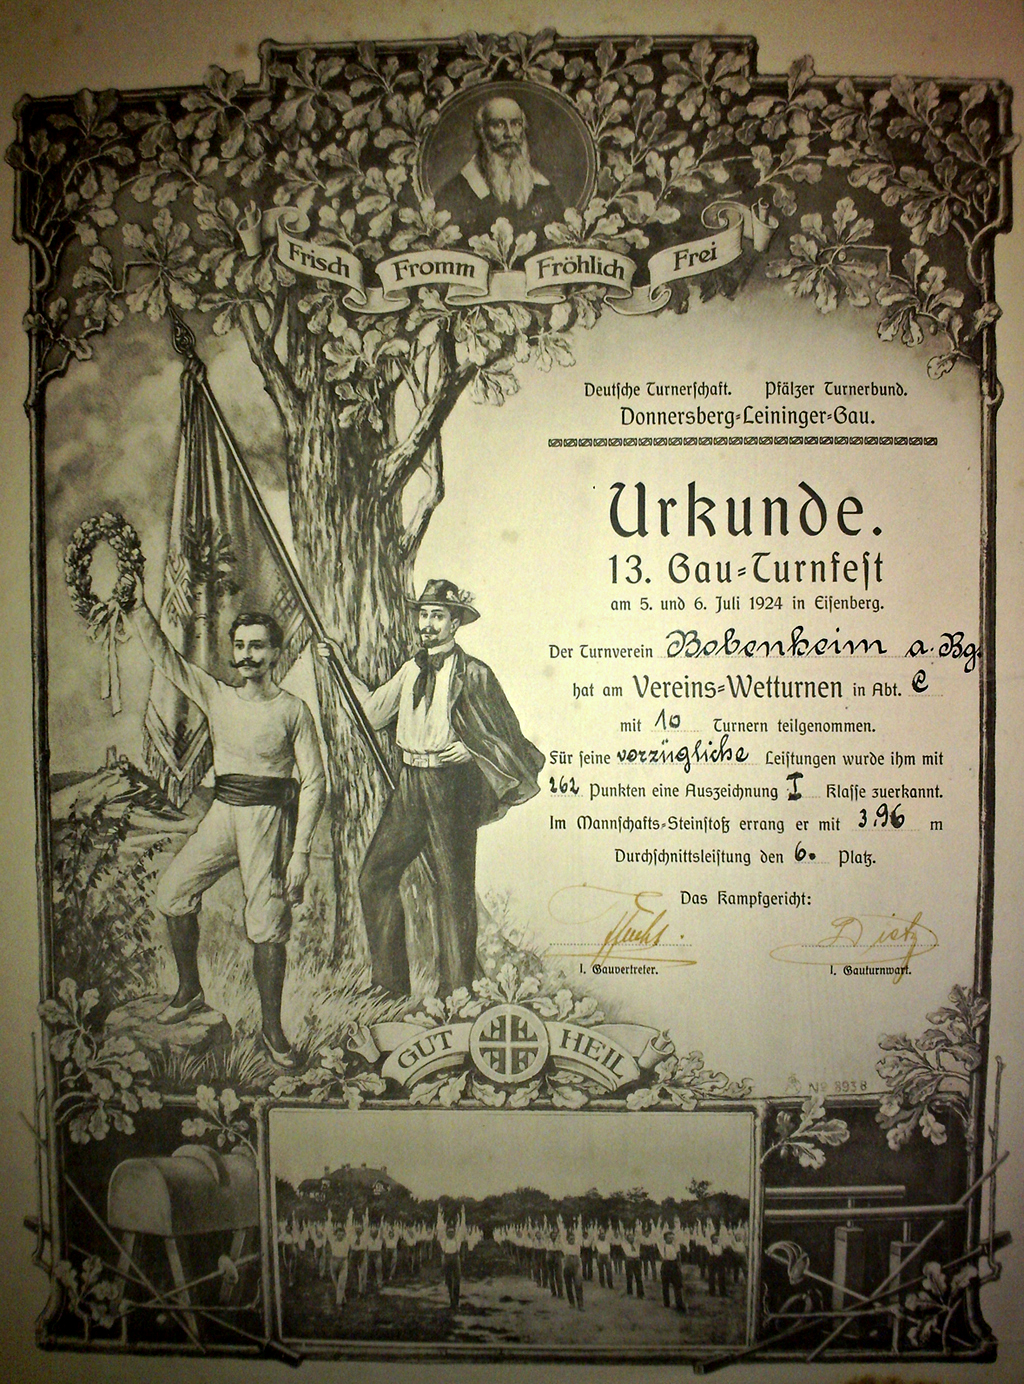 Frisch Fromm Fröhlich Frei
Deutsche Turnerschaft. Pfälzer Turnerbund.
Donnersberg-Leininger-Gau.
Urkunde.
13. Gau-Turnfest
am 5. und 6. Juli 1924 in Eisenberg.
Der Turnverein Bobenheim a. Bg.
hat am Vereins-Wetturnen in Abt. C
mit 10 Turnern teilgenommen.
Für seine vorzügliche Leistungen wurde ihm mit
262 Punkten eine Auszeichnung I Klasse zuerkannt.
Im Mannschafts-Steinstoß errang er mit 3.96 m
Durchschnittsleistung den 6. Platz.
Das Kampfgericht:
I. Gauvertreter. I. Gauturnwart.
GUT HEIL
No 8938